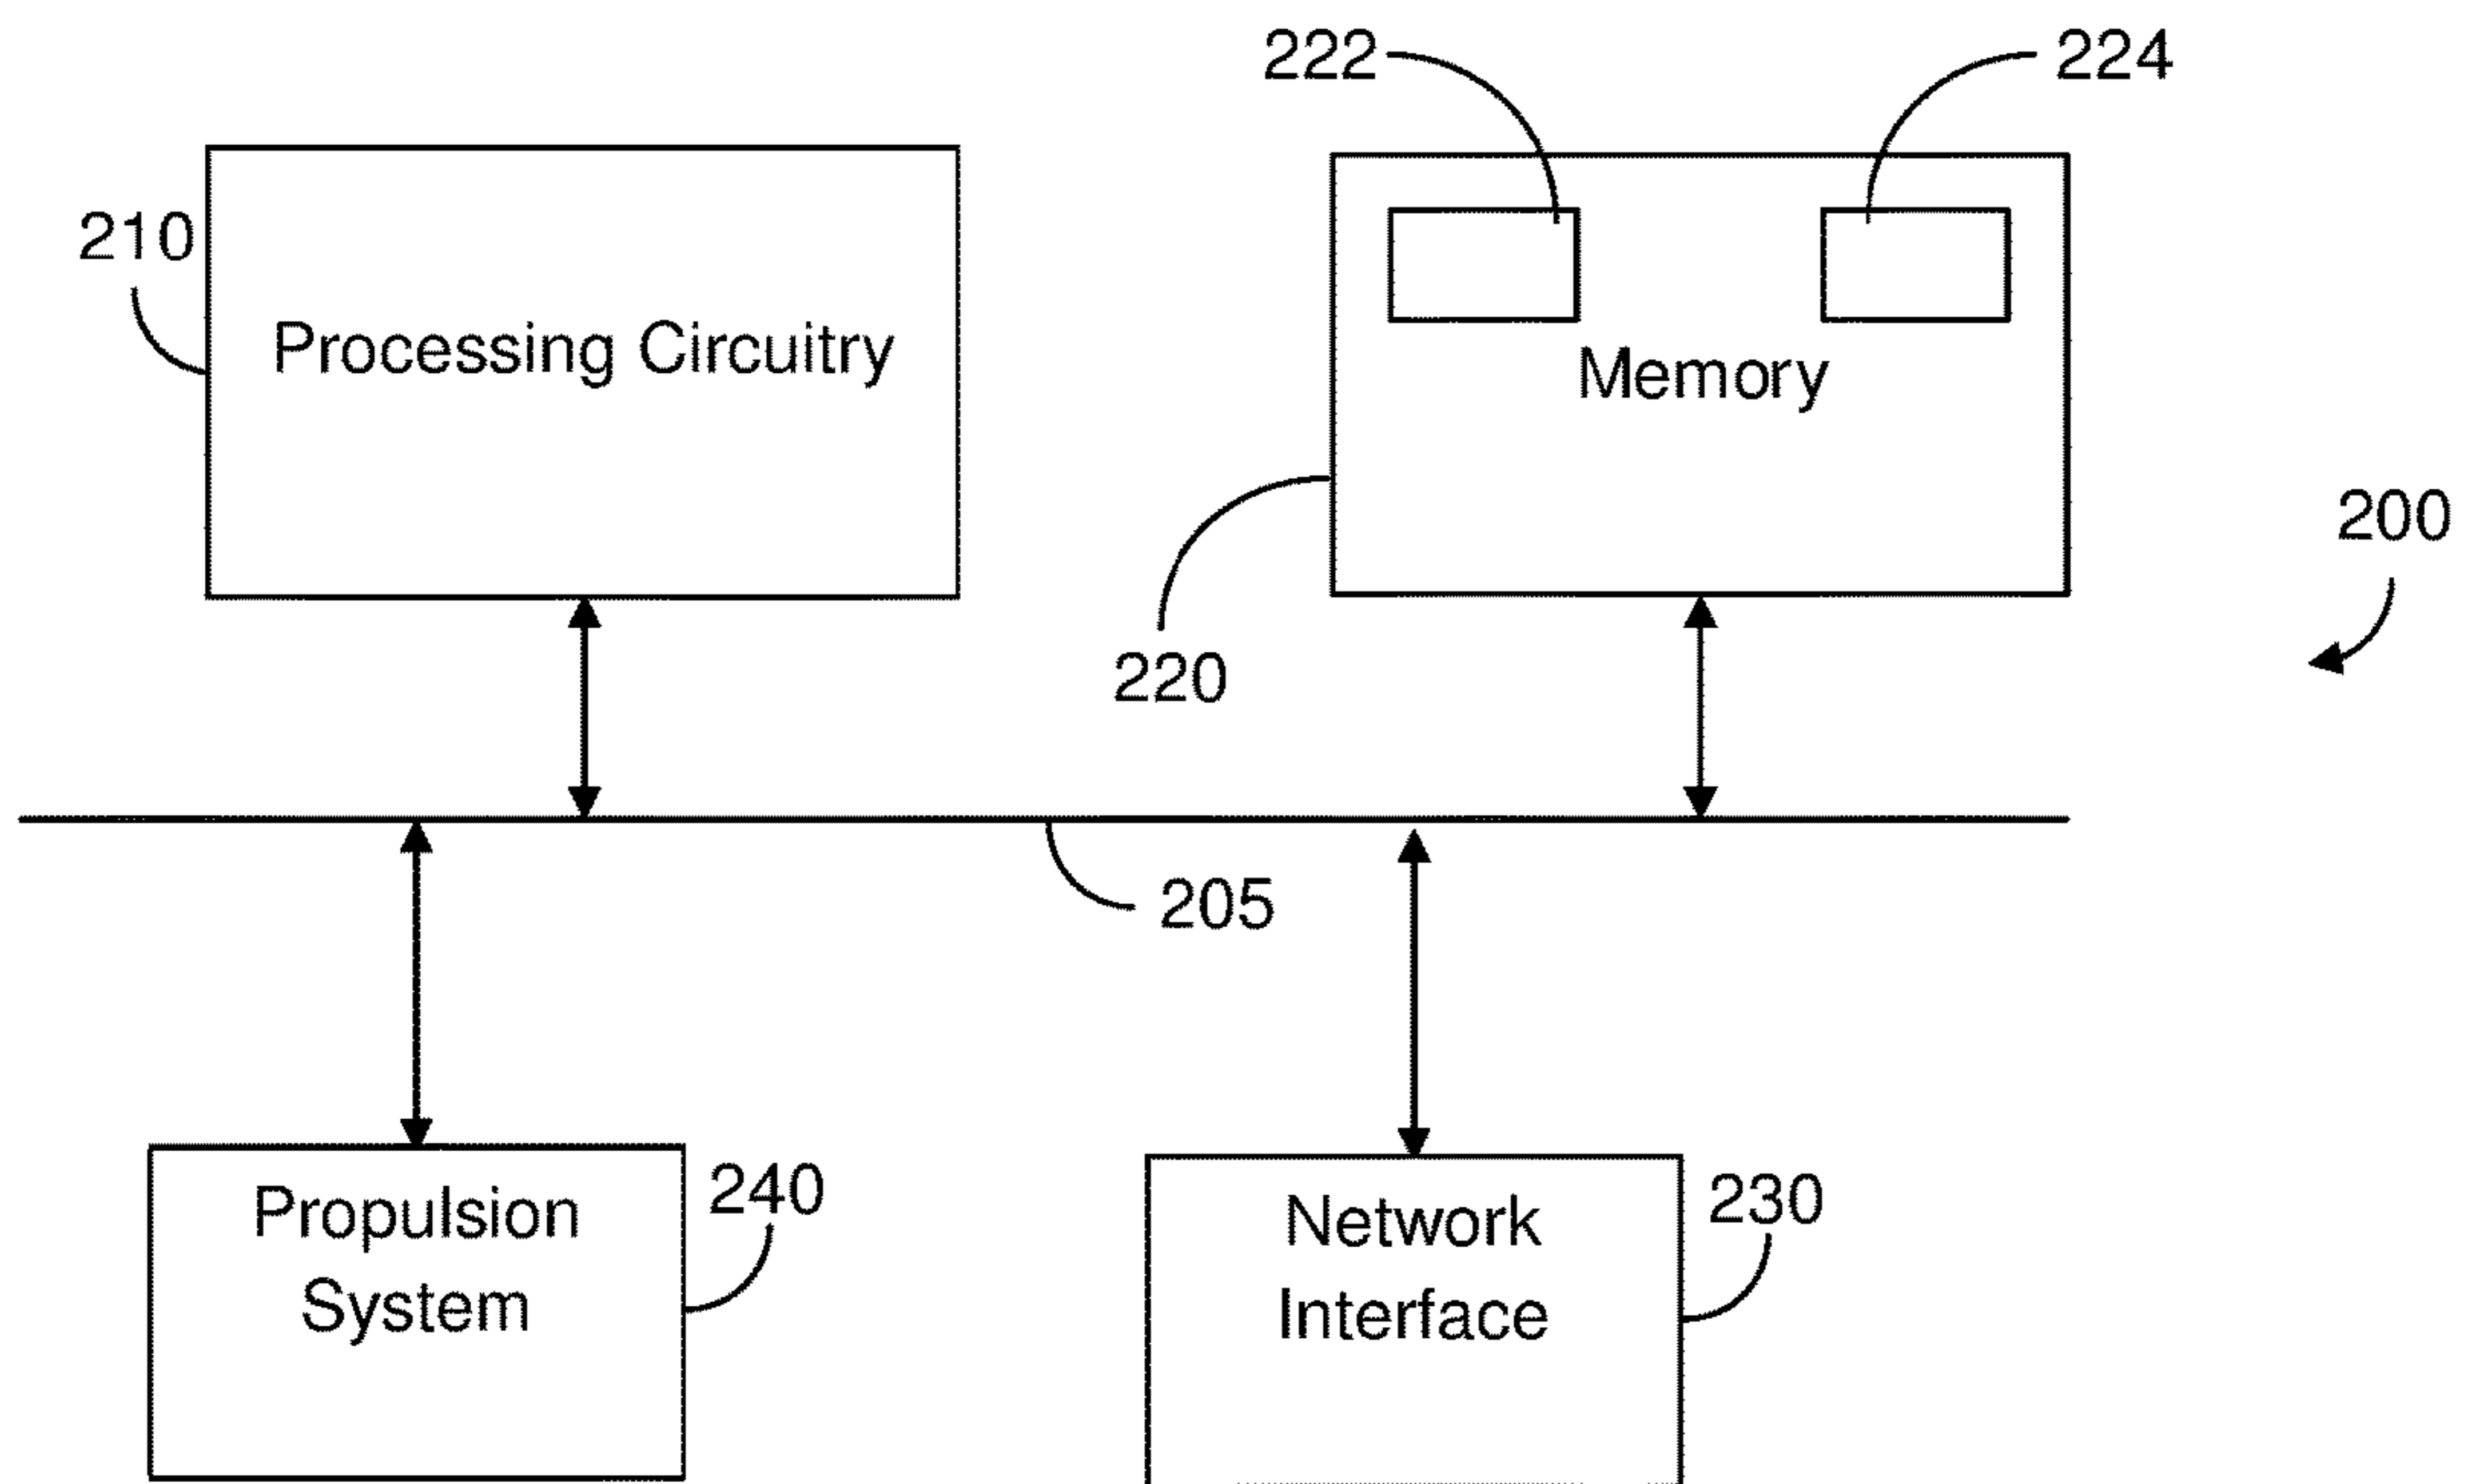 222
224
210
Processing Circuitry
Memory
200
220
205
Propulsion
System
240
Network
Interface
230